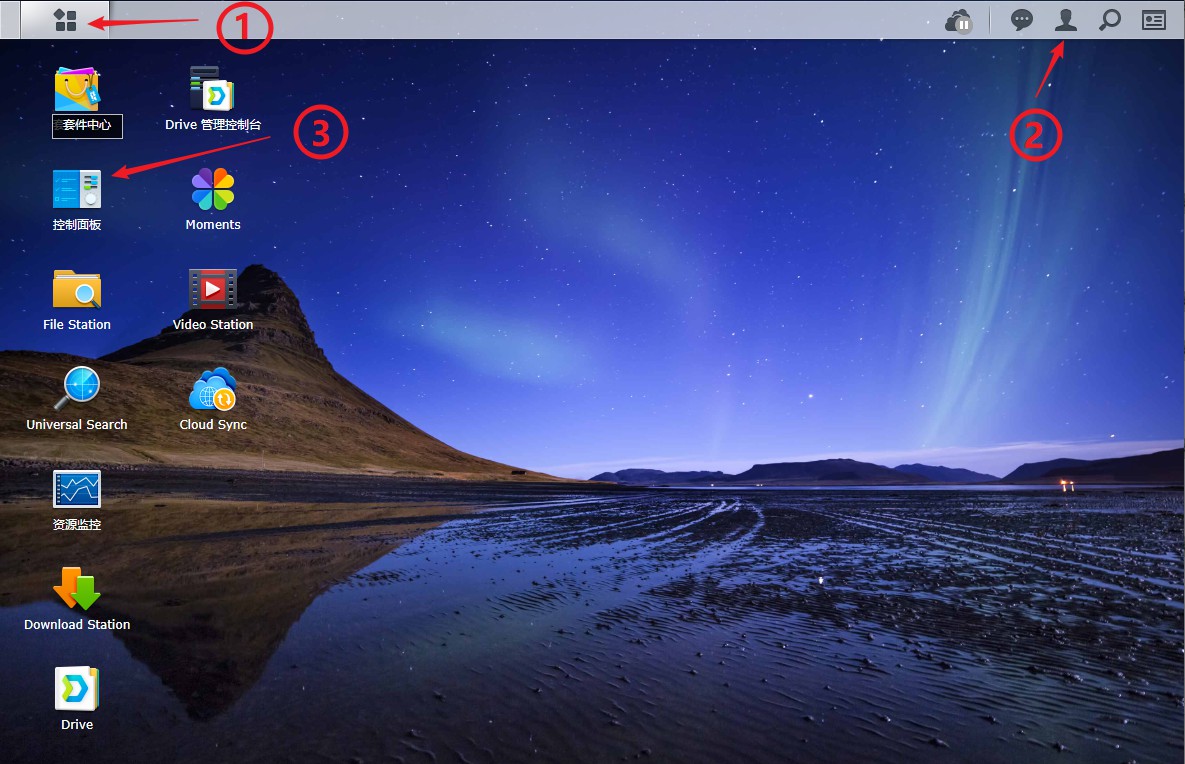 ①
②
套件中心
Drive 管理控制台
③
控制面板
Moments
File Station
Video Station
Universal Search
Cloud Sync
资源监控
Download Station
Drive